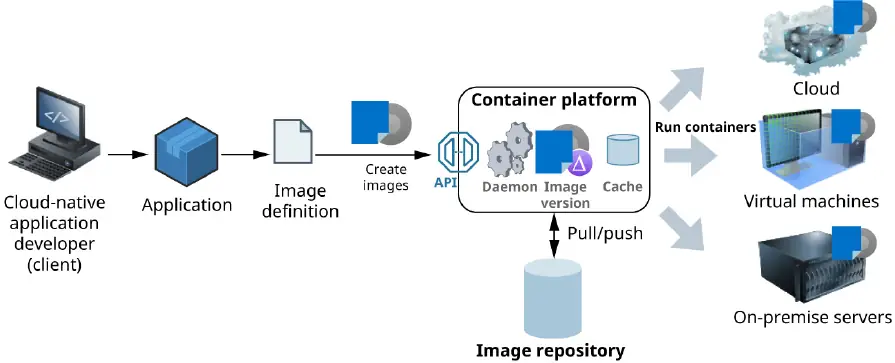 </>
Cloud-native
application
developer
(client)
Application
Image
definition
Create
images
API
Container platform
Daemon
Image
version
Δ
Cache
Pull/push
Image repository
Run containers
Cloud
Virtual machines
On-premise servers